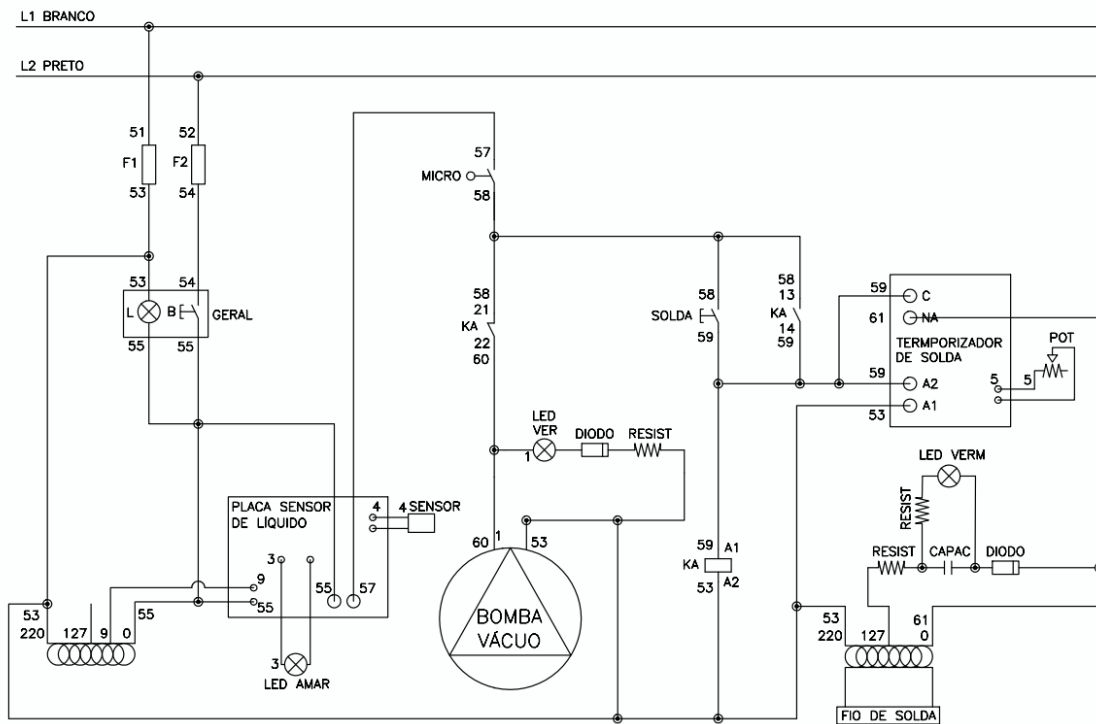 L1 BRANCO
L2 PRETO
51
52
F1
F2
53
54
57
MICRO
58
53
54
L
B
GERAL
55
55
58
21
KA
22
60
58
SOLDA
59
58
13
KA
14
59
59
C
61
NA
TERMPORIZADOR
DE SOLDA
59
A2
53
A1
5
5
POT
LED
VER
1
DIODO
RESIST
LED VERM
RESIST
RESIST
CAPAC
DIODO
PLACA SENSOR
DE LÍQUIDO
4
4
SENSOR
3
9
55
55
57
3
LED AMAR
60
1
53
BOMBA
VÁCUO
59
A1
KA
53
A2
53
220
127
9
0
55
53
220
127
61
0
FIO DE SOLDA